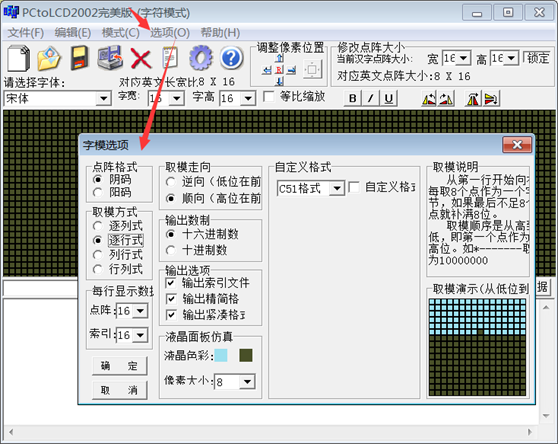 PCtoLCD2002完美版 (字符模式)
文件(F) 编辑(E) 模式(C) 选项(O) 帮助(H)
调整像素位置
修改点阵大小
当前汉字点阵大小: 宽 16 高 16 锁定
对应英文点阵大小:8 X 16
请选择字体: 对应英文长宽比8 X 16
宋体 字宽: 16 字高 16 等比缩放 B / I / U
字模选项
点阵格式
阴码
阳码
取模方式
逐列式
逐行式
列行式
行列式
每行显示数据
点阵: 16
索引: 16
确 定
取 消
取模走向
逆向(低位在前
顺向(高位在前
输出数制
十六进制数
十进制数
输出选项
输出索引文件
输出精简格
输出紧凑格式
液晶面板仿真
液晶色彩:
像素大小: 8
自定义格式
C51格式 自定义格式
取模说明
从第一行开始向右
每取8个点作为一个字
节，如果最后不足8个
点就补满8位。
取模顺序是从高到
低，即第一个点作为最
高位。如*-------取
为10000000
取模演示(从低位到
据